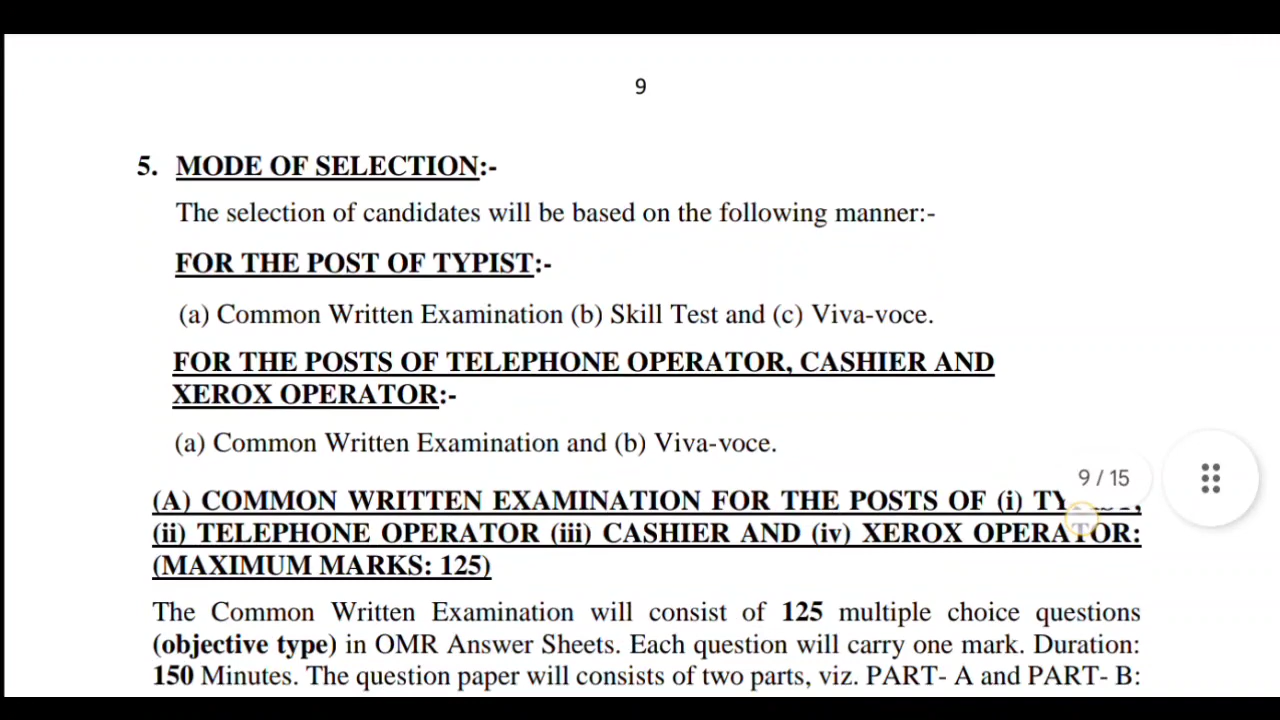 9
5. MODE OF SELECTION:-
The selection of candidates will be based on the following manner:-
FOR THE POST OF TYPIST:-
(a) Common Written Examination (b) Skill Test and (c) Viva-voce.
FOR THE POSTS OF TELEPHONE OPERATOR, CASHIER AND
XEROX OPERATOR:-
(a) Common Written Examination and (b) Viva-voce.
9 / 15
(A) COMMON WRITTEN EXAMINATION FOR THE POSTS OF (i)
(ii) TELEPHONE OPERATOR (iii) CASHIER AND (iv) XEROX OPERATOR:
(MAXIMUM MARKS: 125)
The Common Written Examination will consist of 125 multiple choice questions
(objective type) in OMR Answer Sheets. Each question will carry one mark. Duration:
150 Minutes. The question paper will consists of two parts, viz. PART- A and PART- B: